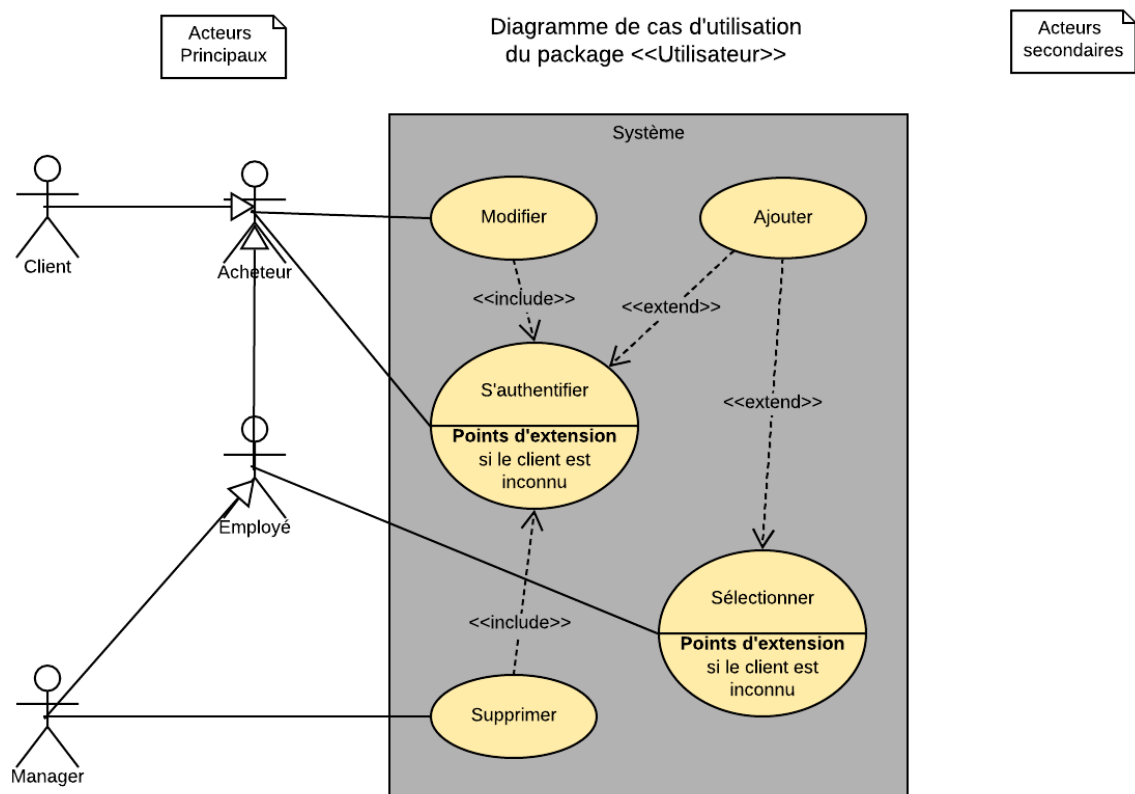 Acteurs
Principaux
Diagramme de cas d'utilisation
du package <<Utilisateur>>
Acteurs
secondaires
Système
Client
Acheteur
Modifier
Ajouter
<<include>>
<<extend>>
S'authentifier
Points d'extension
si le client est
inconnu
<<extend>>
Employé
Sélectionner
Points d'extension
si le client est
inconnu
<<include>>
Supprimer
Manager